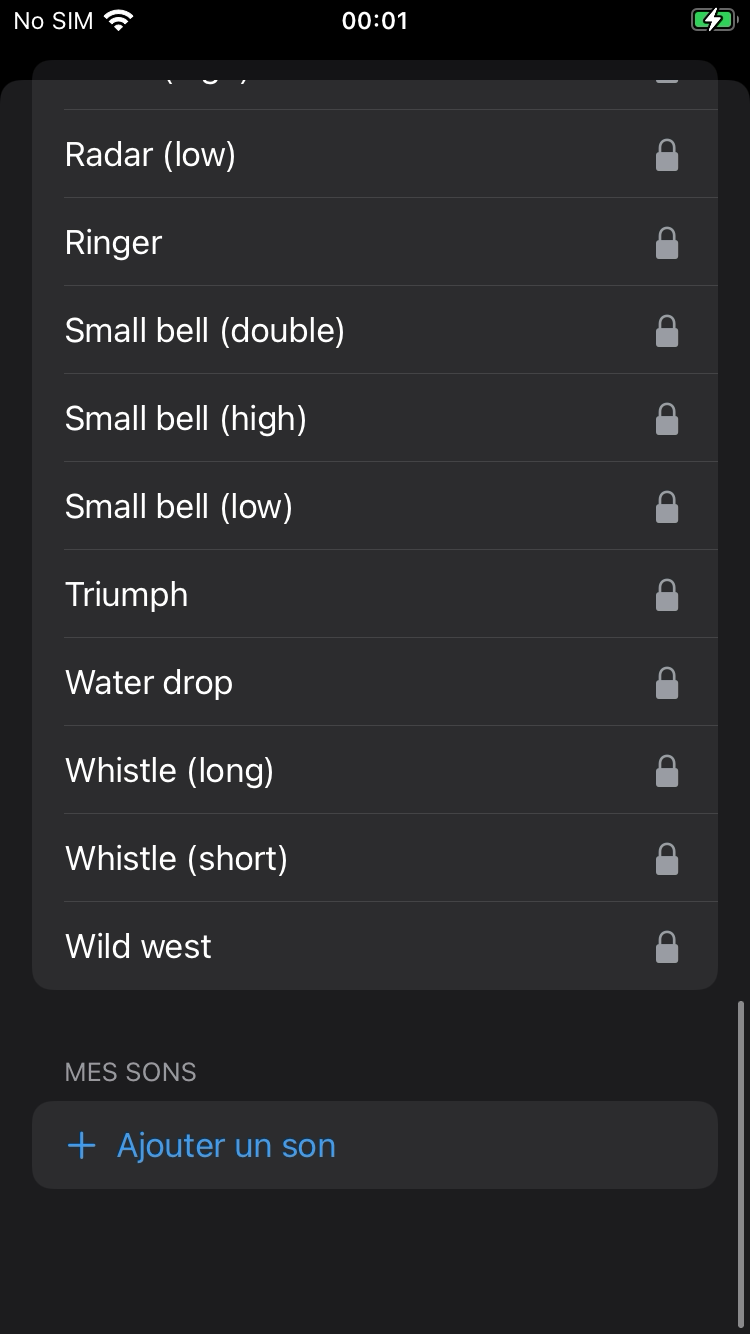 No SIM 00:01
Radar (low)
Ringer
Small bell (double)
Small bell (high)
Small bell (low)
Triumph
Water drop
Whistle (long)
Whistle (short)
Wild west
MES SONS
+ Ajouter un son